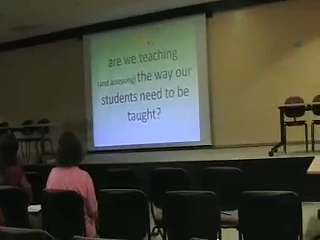 are we teaching
(and assessing) the way our
students need to be
taught?